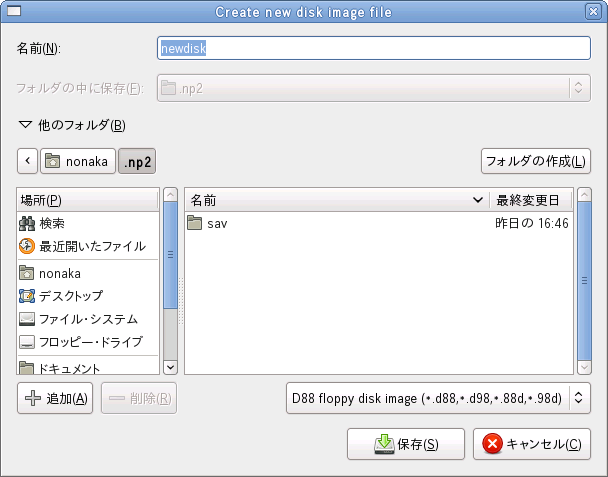 Create new disk image file
名前(N): newdisk
フォルダの中に保存(F): .np2
他のフォルダ(B)
nonaka .np2 フォルダの作成(L)
場所(P) 名前 最終変更日
検索 sav 昨日の 16:46
最近開いたファイル
nonaka
デスクトップ
ファイル・システム
フロッピー・ドライブ
ドキュメント
追加(A) 削除(R) D88 floppy disk image (*.d88,*.d98,*.88d,*.98d)
保存(S) キャンセル(C)